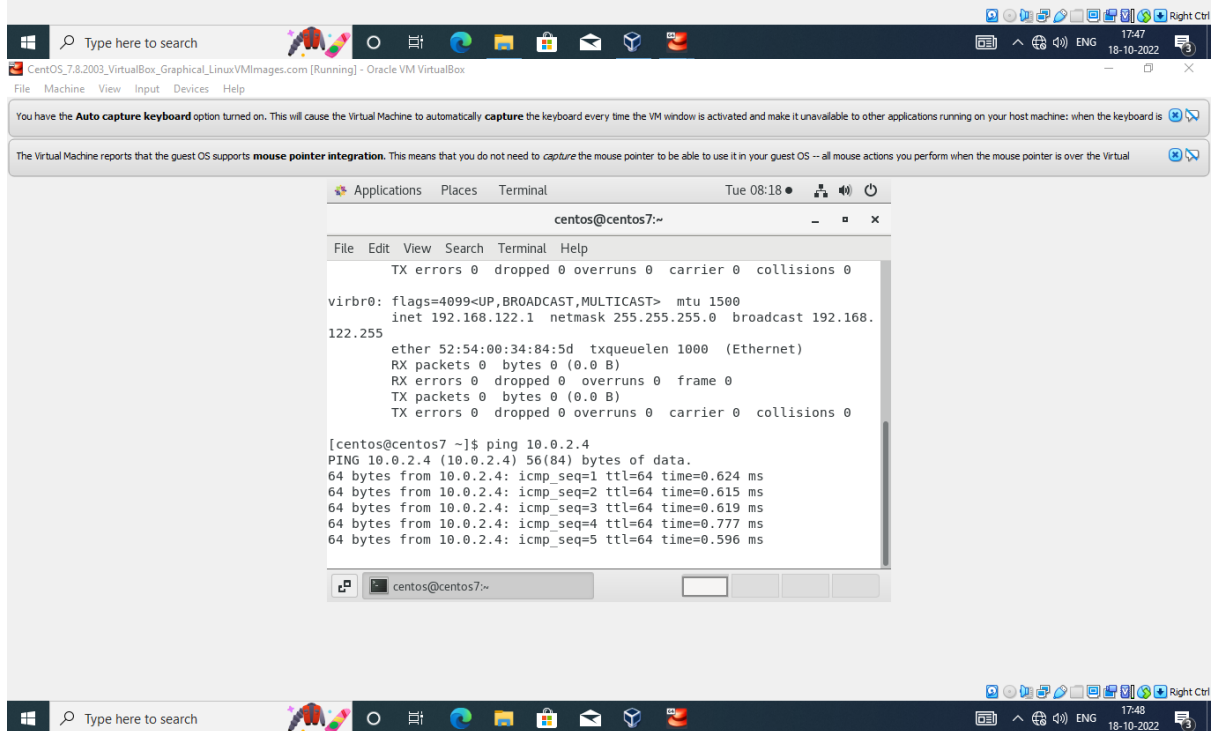 Right Ctrl
Type here to search
ENG
17:47
18-10-2022
3
CentOS_7.8.2003_VirtualBox_Graphical_LinuxVMImages.com [Running] - Oracle VM VirtualBox
File Machine View Input Devices Help
You have the Auto capture keyboard option turned on. This will cause the Virtual Machine to automatically capture the keyboard every time the VM window is activated and make it unavailable to other applications running on your host machine: when the keyboard is
The Virtual Machine reports that the guest OS supports mouse pointer integration. This means that you do not need to capture the mouse pointer to be able to use it in your guest OS -- all mouse actions you perform when the mouse pointer is over the Virtual
Applications Places Terminal Tue 08:18
centos@centos7:~
File Edit View Search Terminal Help
TX errors 0 dropped 0 overruns 0 carrier 0 collisions 0
virbr0: flags=4099<UP,BROADCAST,MULTICAST> mtu 1500
inet 192.168.122.1 netmask 255.255.255.0 broadcast 192.168.
122.255
ether 52:54:00:34:84:5d txqueuelen 1000 (Ethernet)
RX packets 0 bytes 0 (0.0 B)
RX errors 0 dropped 0 overruns 0 frame 0
TX packets 0 bytes 0 (0.0 B)
TX errors 0 dropped 0 overruns 0 carrier 0 collisions 0
[centos@centos7 ~]$ ping 10.0.2.4
PING 10.0.2.4 (10.0.2.4) 56(84) bytes of data.
64 bytes from 10.0.2.4: icmp_seq=1 ttl=64 time=0.624 ms
64 bytes from 10.0.2.4: icmp_seq=2 ttl=64 time=0.615 ms
64 bytes from 10.0.2.4: icmp_seq=3 ttl=64 time=0.619 ms
64 bytes from 10.0.2.4: icmp_seq=4 ttl=64 time=0.777 ms
64 bytes from 10.0.2.4: icmp_seq=5 ttl=64 time=0.596 ms
centos@centos7:~
Right Ctrl
Type here to search
ENG
17:48
18-10-2022
3